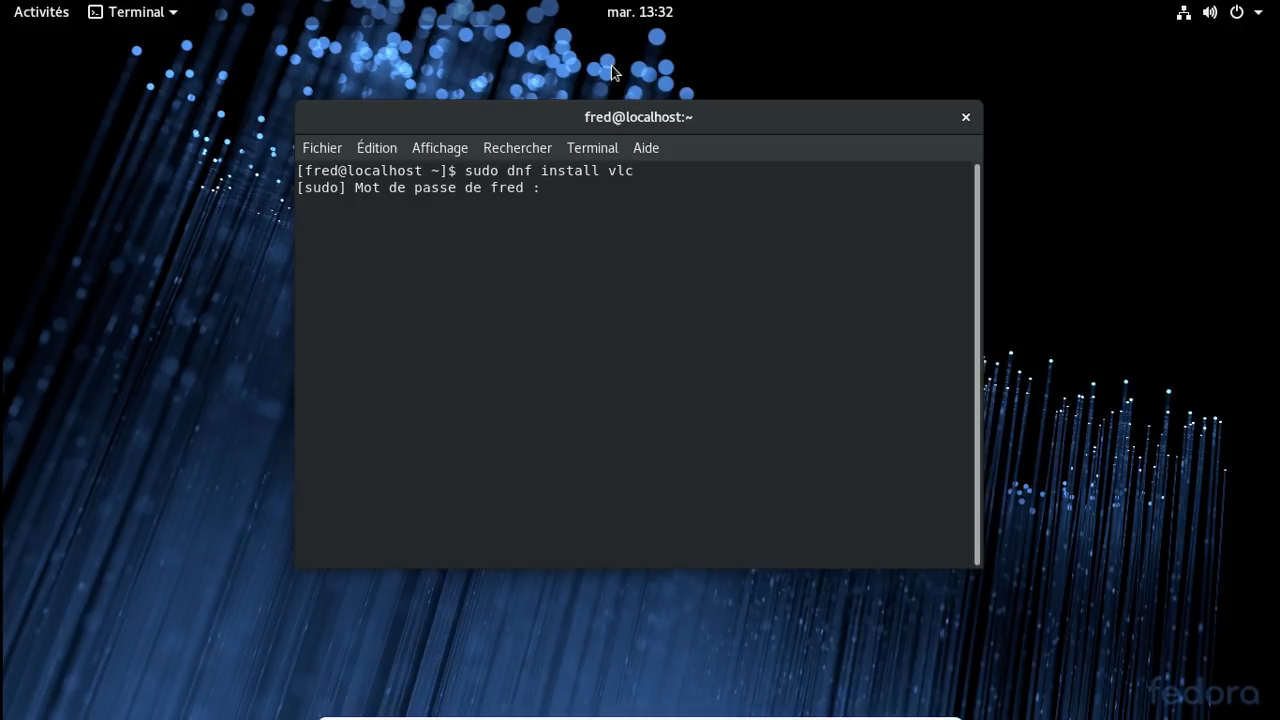 Activités Terminal mar. 13:32
fred@localhost:~
Fichier Édition Affichage Rechercher Terminal Aide
[fred@localhost ~]$ sudo dnf install vlc
[sudo] Mot de passe de fred :
fedora